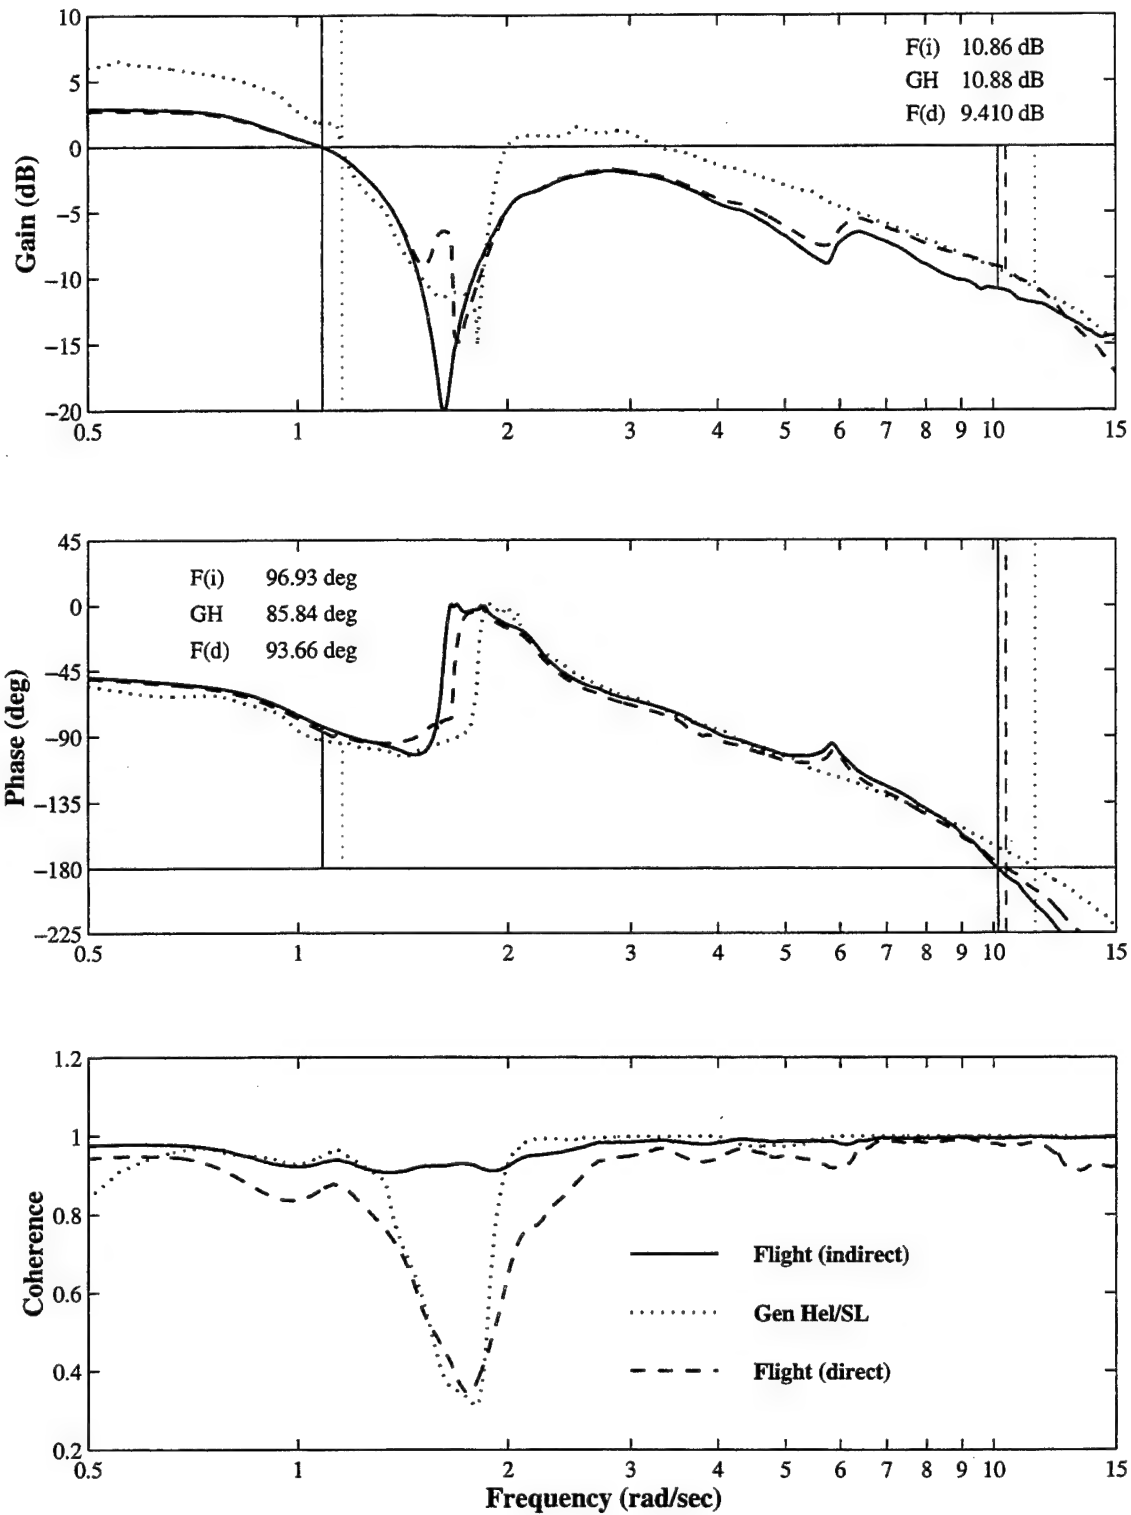 10
5
0
−5
−10
−15
−20
Gain (dB)
F(i) 10.86 dB
GH 10.88 dB
F(d) 9.410 dB
0.5 1 2 3 4 5 6 7 8 9 10 15
45
0
−45
−90
−135
−180
−225
Phase (deg)
F(i) 96.93 deg
GH 85.84 deg
F(d) 93.66 deg
0.5 1 2 3 4 5 6 7 8 9 10 15
1.2
1
0.8
0.6
0.4
0.2
Coherence
Flight (indirect)
Gen Hel/SL
Flight (direct)
0.5 1 2 3 4 5 6 7 8 9 10 15
Frequency (rad/sec)